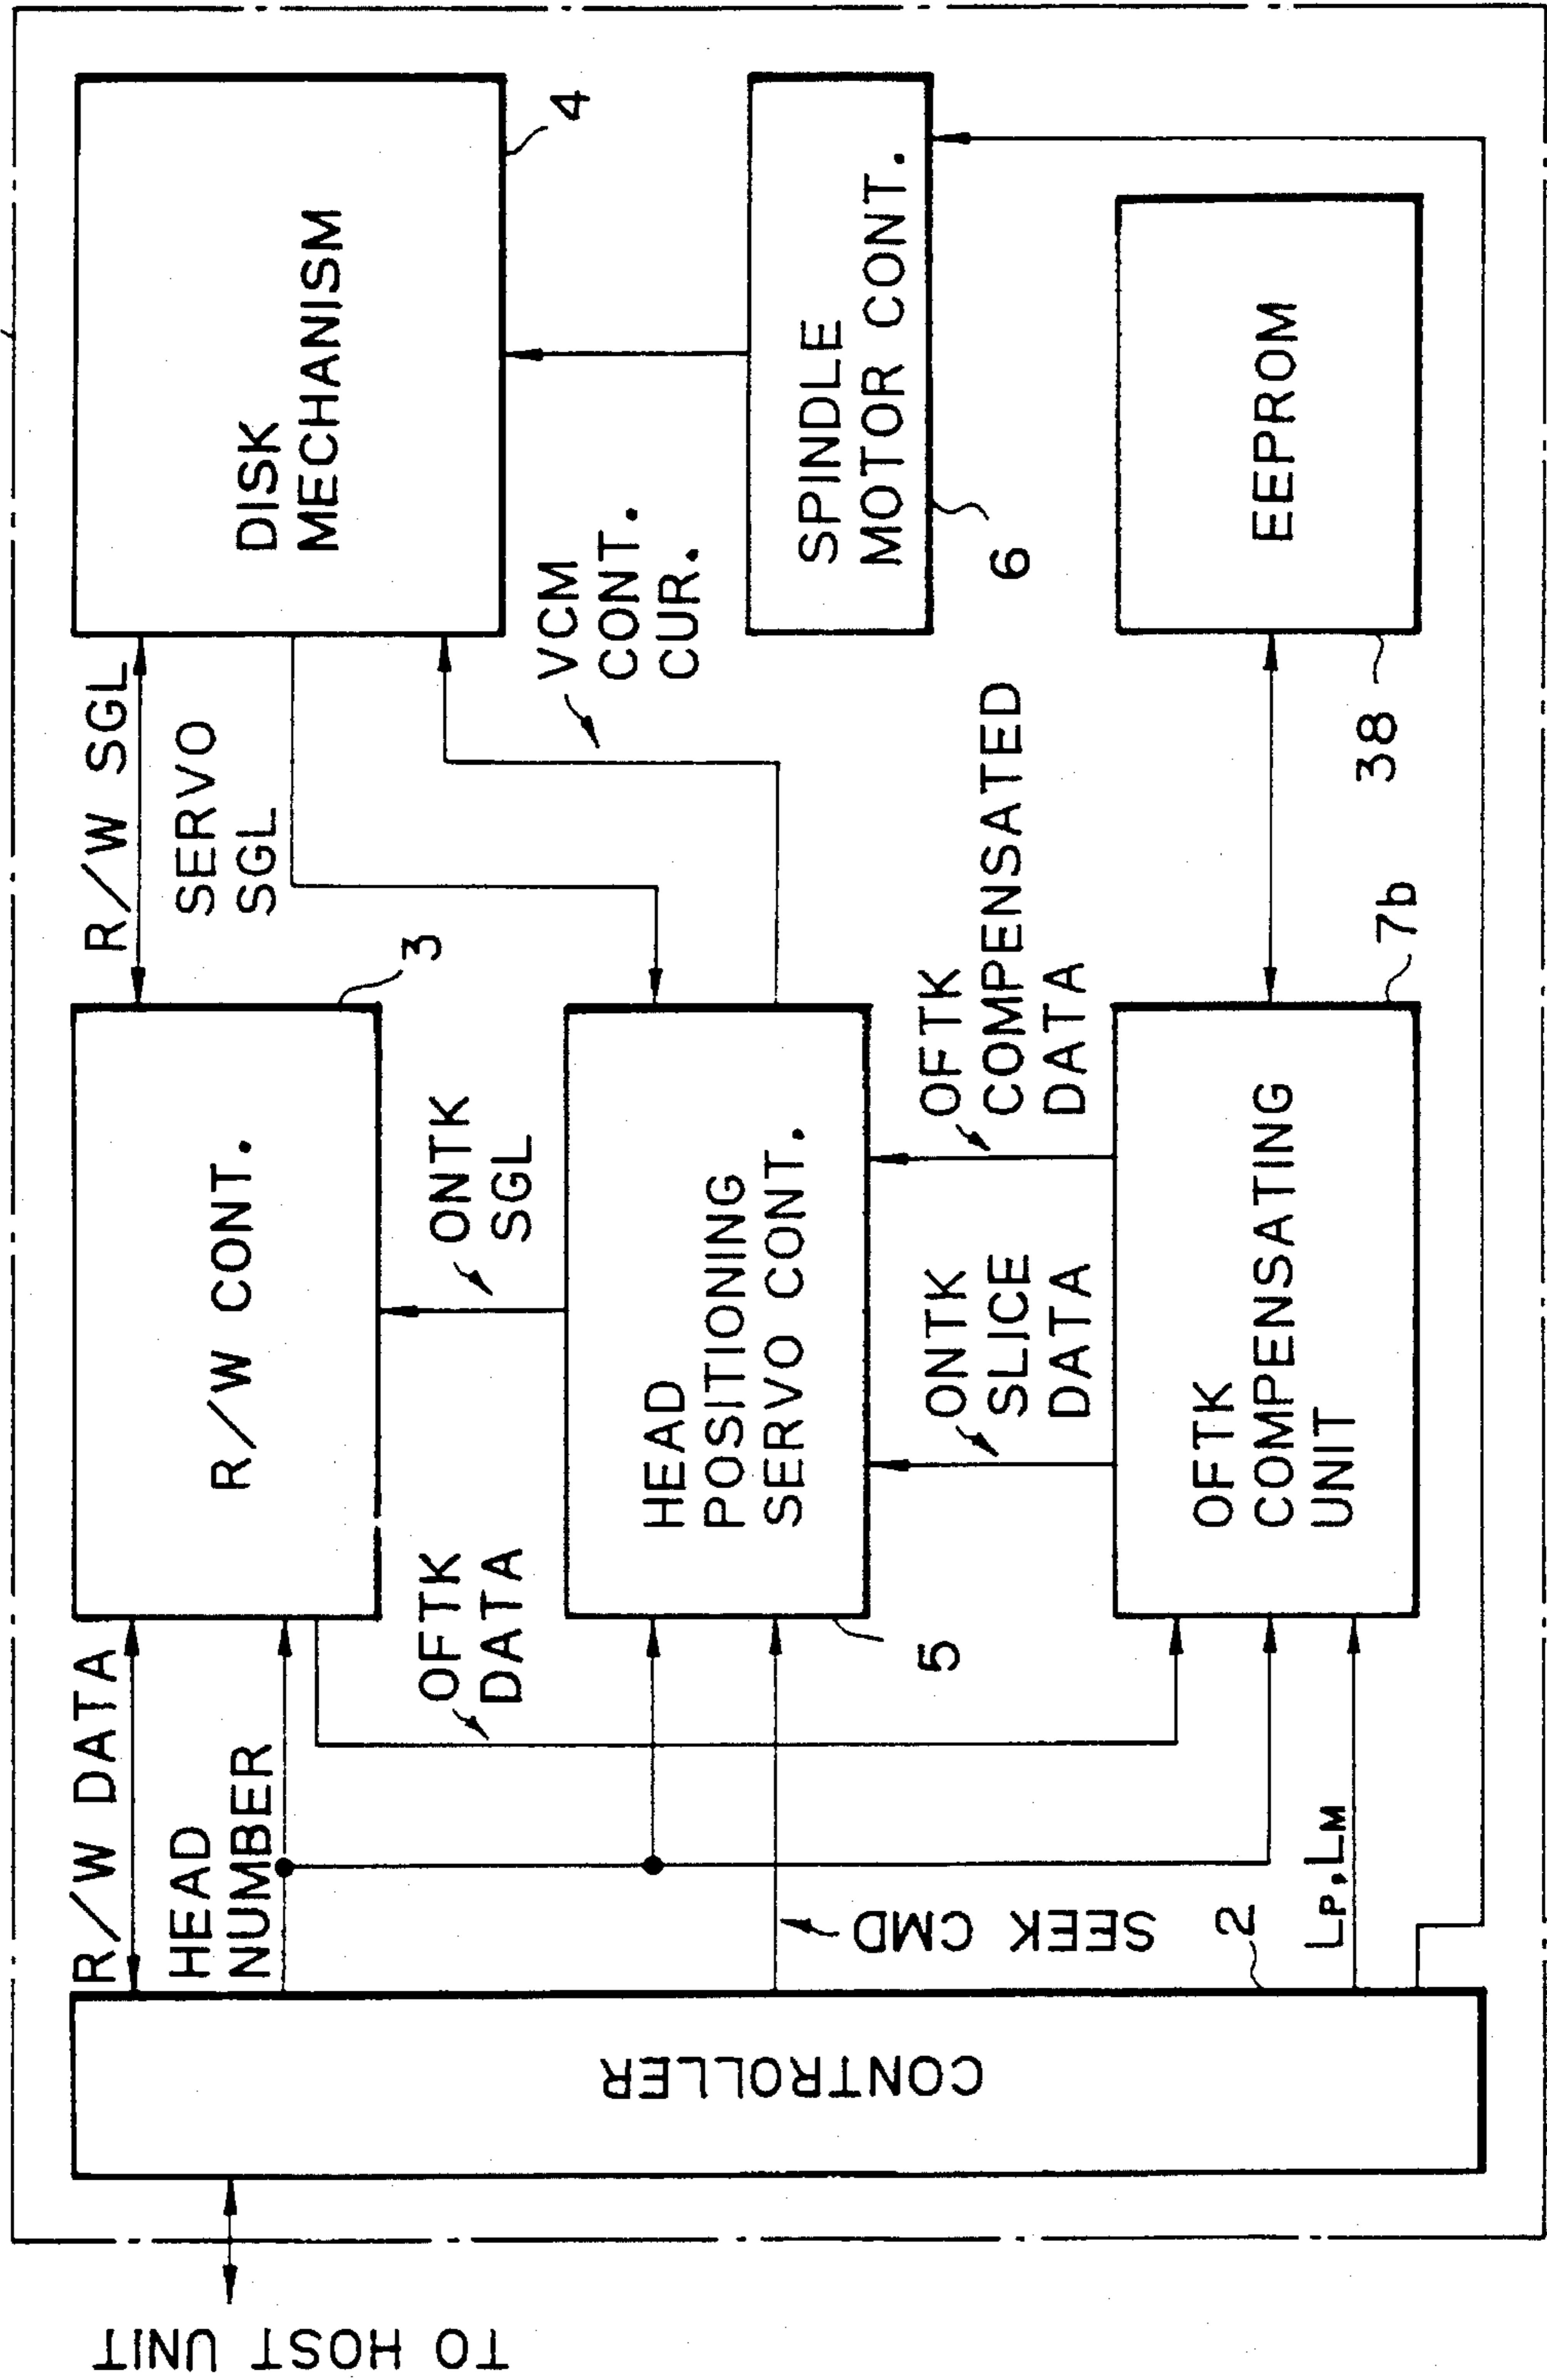 TO HOST UNIT
CONTROLLER
2
R/W DATA
HEAD
NUMBER
SEEK CMD
LP, LM
OFTK
DATA
R/W CONT.
3
ONTK
SGL
HEAD
POSITIONING
SERVO CONT.
5
ONTK
SLICE
DATA
OFTK
COMPENSATED
DATA
OFTK
COMPENSATING
UNIT
7b
R/W SGL
SERVO
SGL
VCM
CONT.
CUR.
DISK
MECHANISM
4
SPINDLE
MOTOR CONT.
6
EEPROM
38